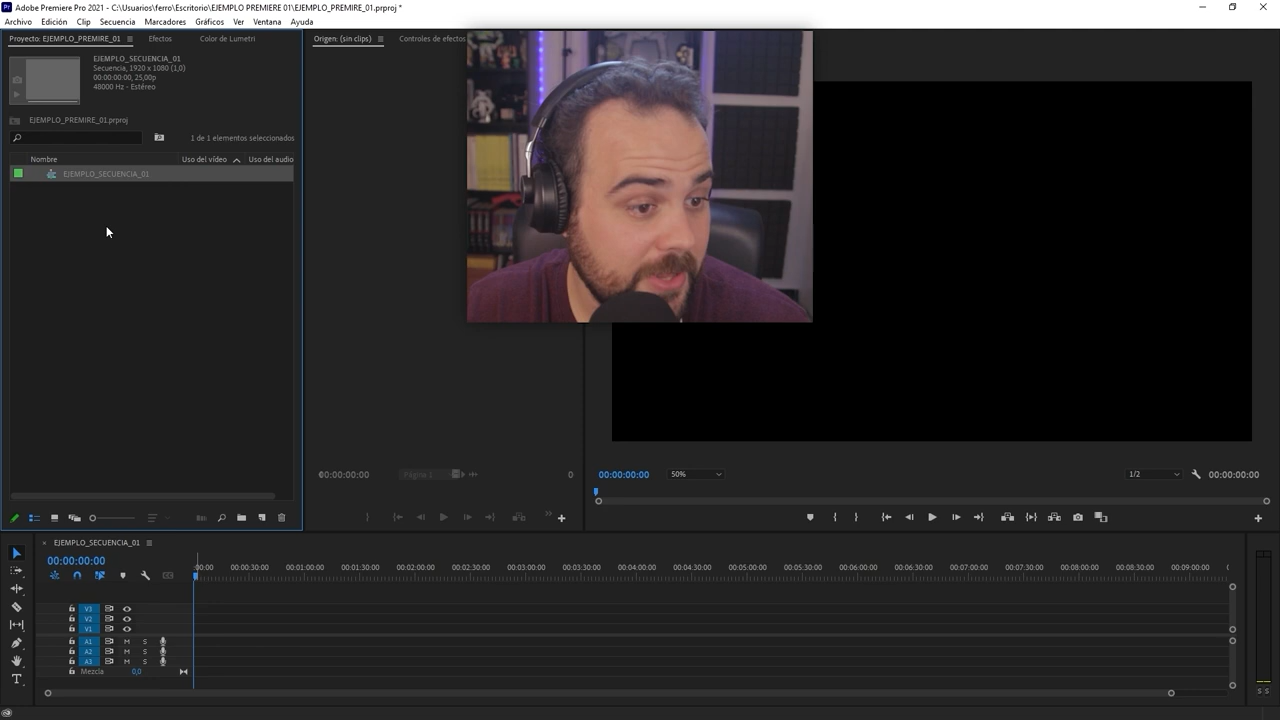 Pr Adobe Premiere Pro 2021 - C:\Usuarios\ferro\Escritorio\EJEMPLO PREMIERE 01\EJEMPLO_PREMIRE_01.prproj *
Archivo Edición Clip Secuencia Marcadores Gráficos Ver Ventana Ayuda
Proyecto: EJEMPLO_PREMIRE_01 Efectos Color de Lumetri Origen: (sin clips) Controles de efectos
EJEMPLO_SECUENCIA_01
Secuencia, 1920 x 1080 (1,0)
00:00:00:00, 25,00p
48000 Hz - Estéreo
EJEMPLO_PREMIRE_01.prproj
1 de 1 elementos seleccionados
Nombre Uso del vídeo Uso del audio
EJEMPLO_SECUENCIA_01
00:00:00:00 Página 1 0 00:00:00:00 50% 1/2 00:00:00:00
EJEMPLO_SECUENCIA_01
00:00:00:00
:00:00 00:00:30:00 00:01:00:00 00:01:30:00 00:02:00:00 00:02:30:00 00:03:00:00 00:03:30:00 00:04:00:00 00:04:30:00 00:05:00:00 00:05:30:00 00:06:00:00 00:06:30:00 00:07:00:00 00:07:30:00 00:08:00:00 00:08:30:00 00:09:00:00
V3
V2
V1
A1 M S
A2 M S
A3 M S
Mezcla 0,0
S S